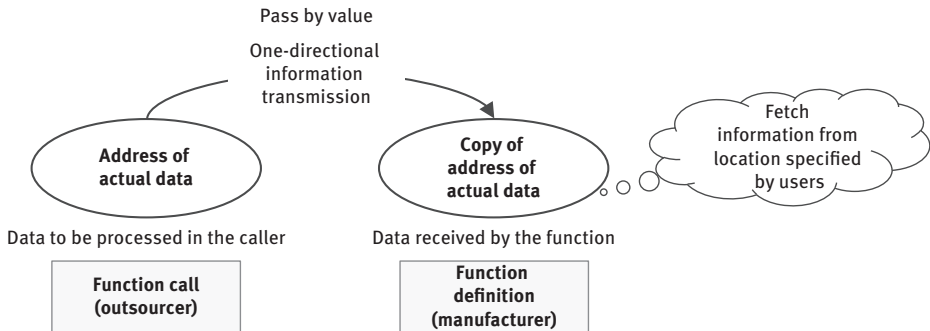 Pass by value
One-directional
information
transmission
Address of
actual data
Copy of
address of
actual data
Fetch
information from
location specified
by users
Data to be processed in the caller
Data received by the function
Function call
(outsourcer)
Function
definition
(manufacturer)